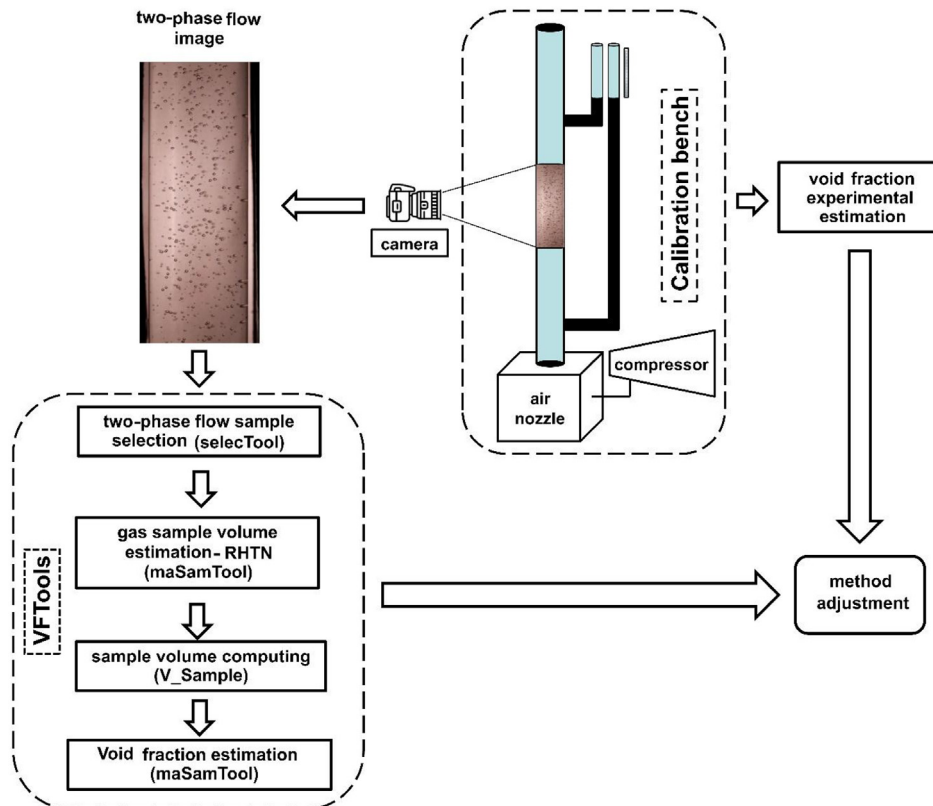 two-phase flow
image
camera
Calibration bench
compressor
air
nozzle
void fraction
experimental
estimation
two-phase flow sample
selection (selecTool)
gas sample volume
estimation-RHTN
(maSamTool)
sample volume computing
(V_Sample)
Void fraction estimation
(maSamTool)
VFTools
method
adjustment